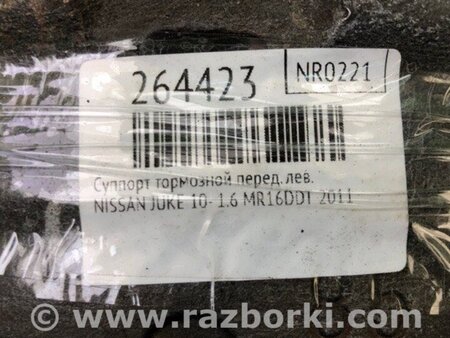 264423
NR0221
Суппорт тормозной перед.лев.
NISSAN JUKE 10- 1.6 MR16DDT 2011
© www.razborki.com